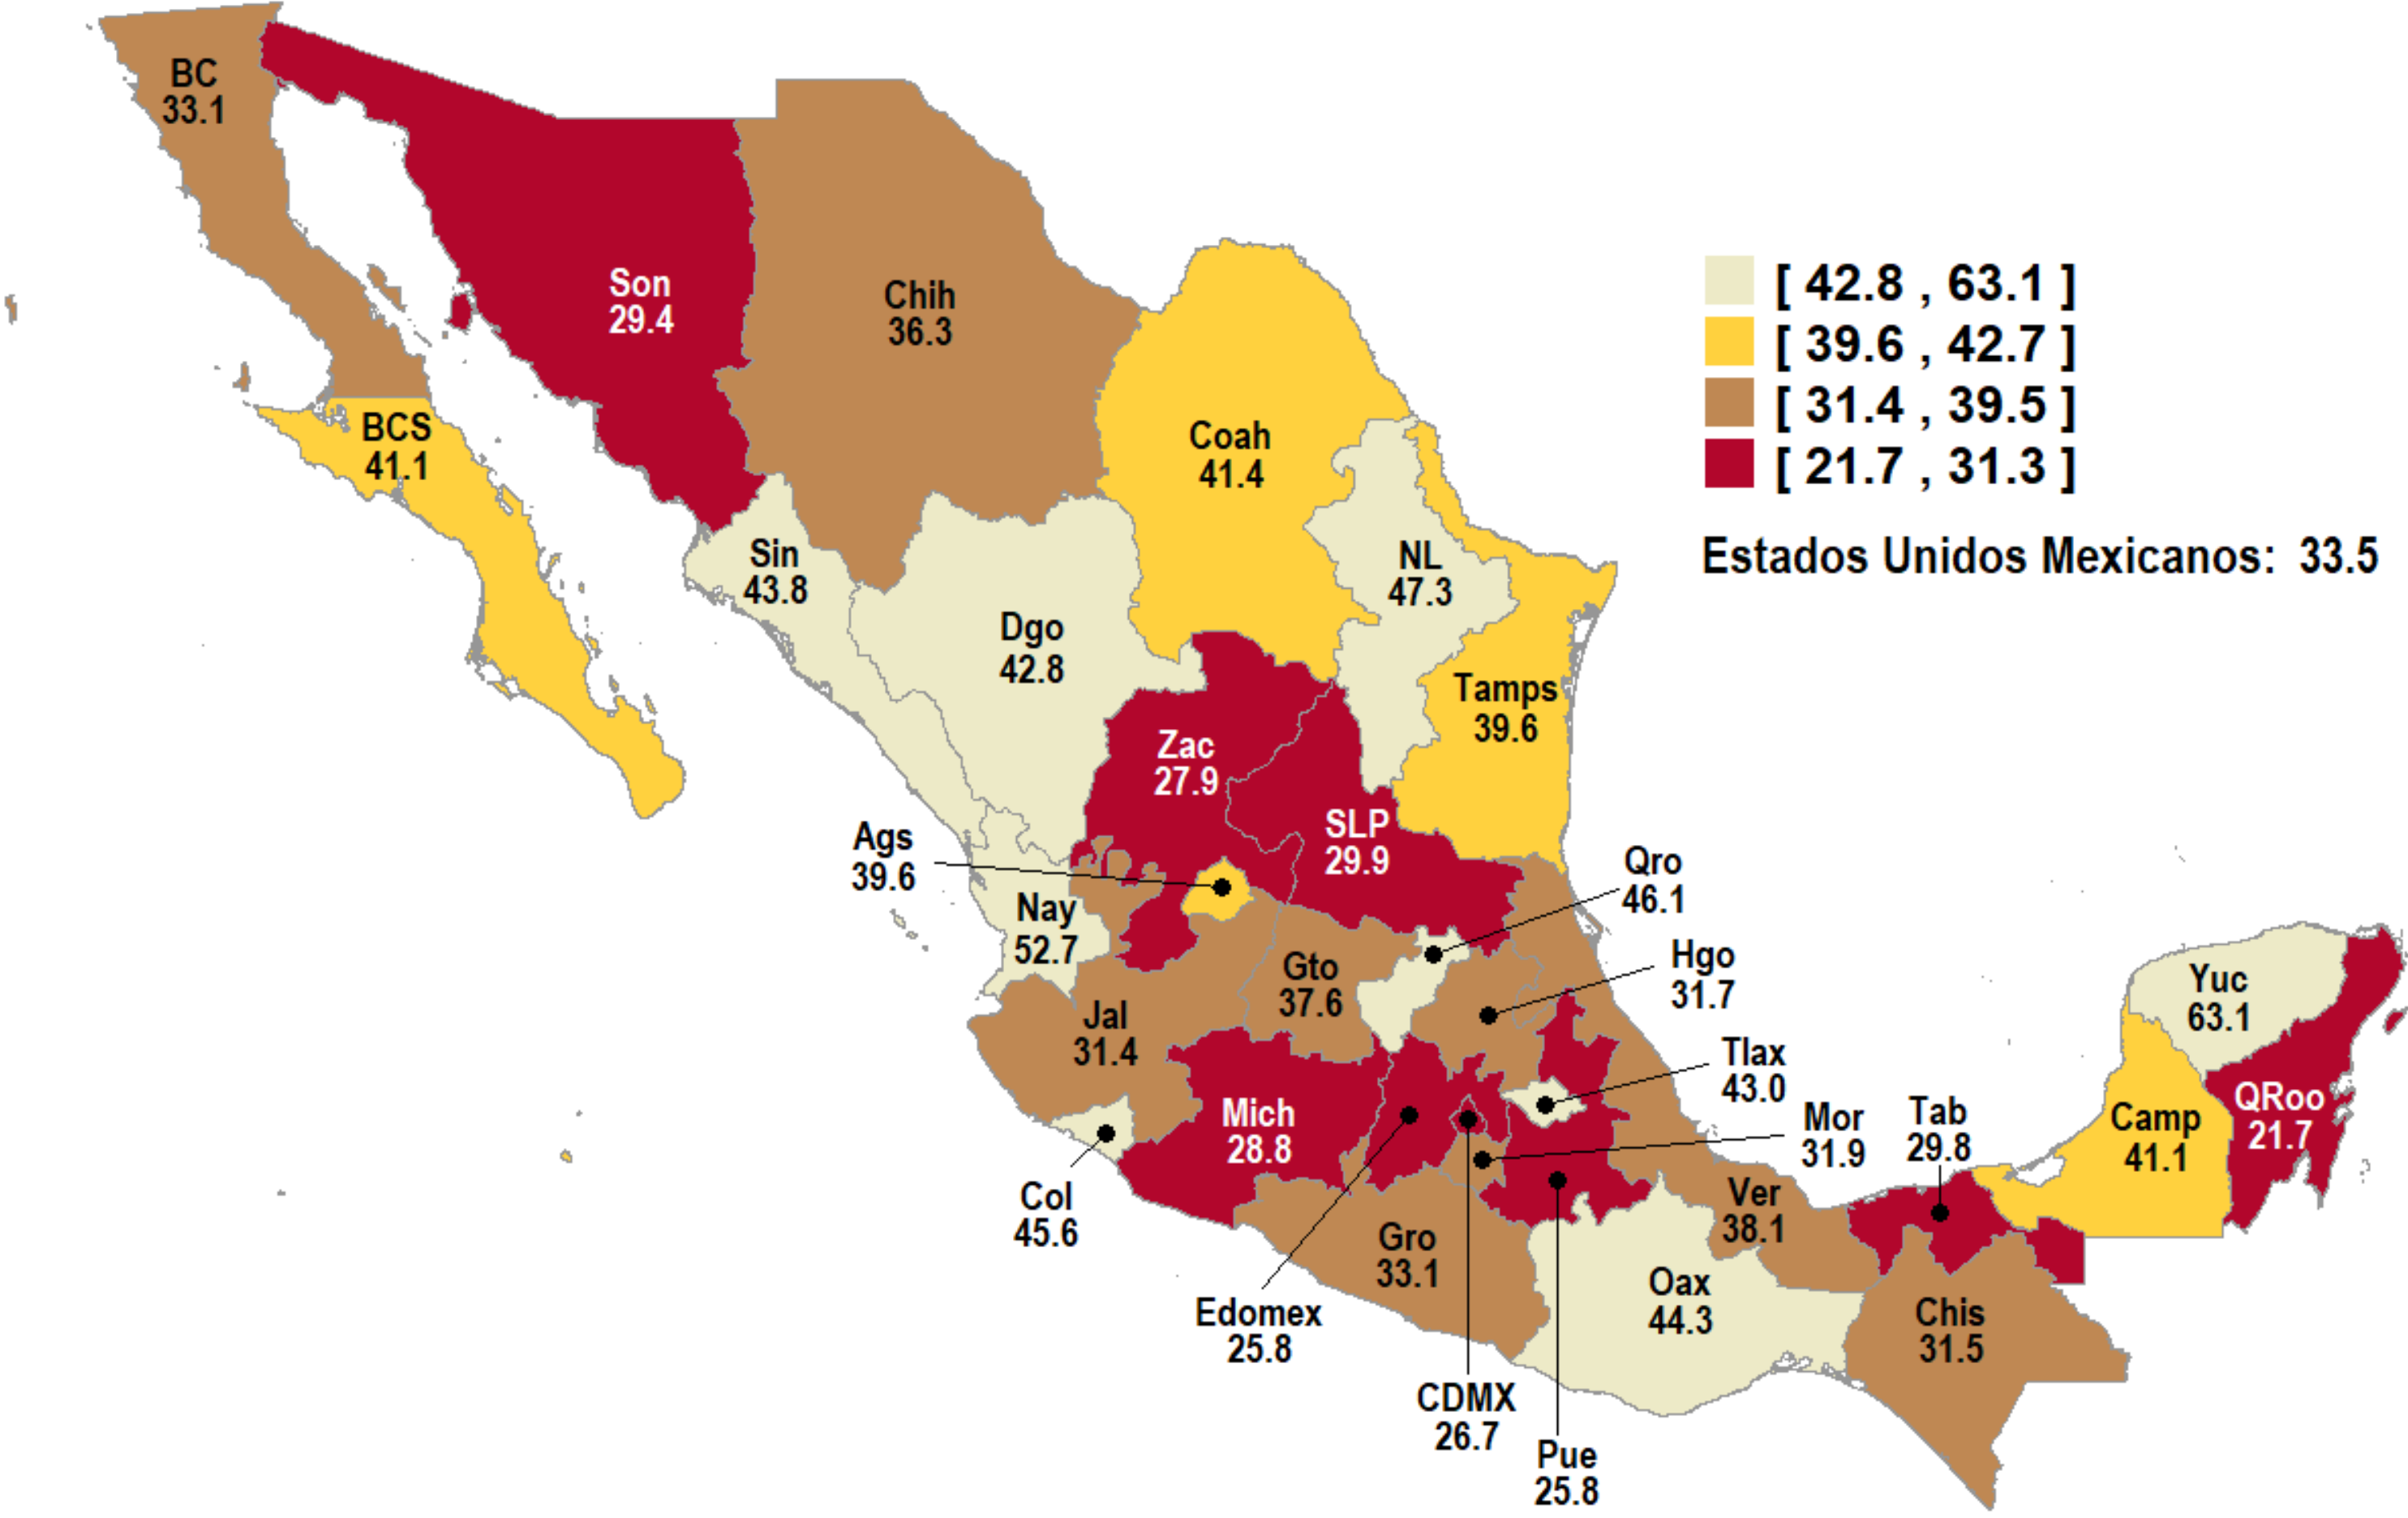 BC
33.1
Son
29.4
Chih
36.3
BCS
41.1
Coah
41.4
Sin
43.8
NL
47.3
Dgo
42.8
Tamps
39.6
Zac
27.9
SLP
29.9
Ags
39.6
Nay
52.7
Qro
46.1
Gto
37.6
Hgo
31.7
Jal
31.4
Tlax
43.0
Mich
28.8
Mor
31.9
Tab
29.8
Col
45.6
Gro
33.1
Ver
38.1
Edomex
25.8
Oax
44.3
Chis
31.5
CDMX
26.7
Pue
25.8
Yuc
63.1
QRoo
21.7
Camp
41.1
[ 42.8 , 63.1 ]
[ 39.6 , 42.7 ]
[ 31.4 , 39.5 ]
[ 21.7 , 31.3 ]
Estados Unidos Mexicanos: 33.5